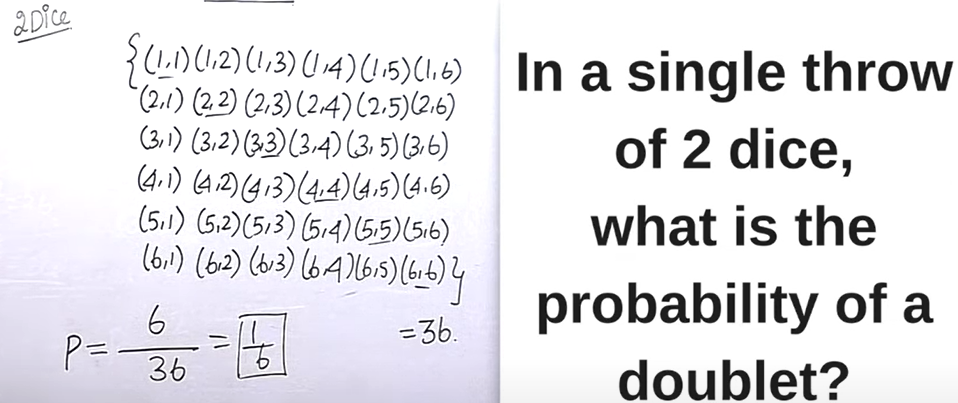 2 Dice
{(1,1) (1,2) (1,3) (1,4) (1,5) (1,6)
(2,1) (2,2) (2,3) (2,4) (2,5) (2,6)
(3,1) (3,2) (3,3) (3,4) (3,5) (3,6)
(4,1) (4,2) (4,3) (4,4) (4,5) (4,6)
(5,1) (5,2) (5,3) (5,4) (5,5) (5,6)
(6,1) (6,2) (6,3) (6,4) (6,5) (6,6)}
= 36.
P = 6/36 = 1/6
In a single throw
of 2 dice,
what is the
probability of a
doublet?